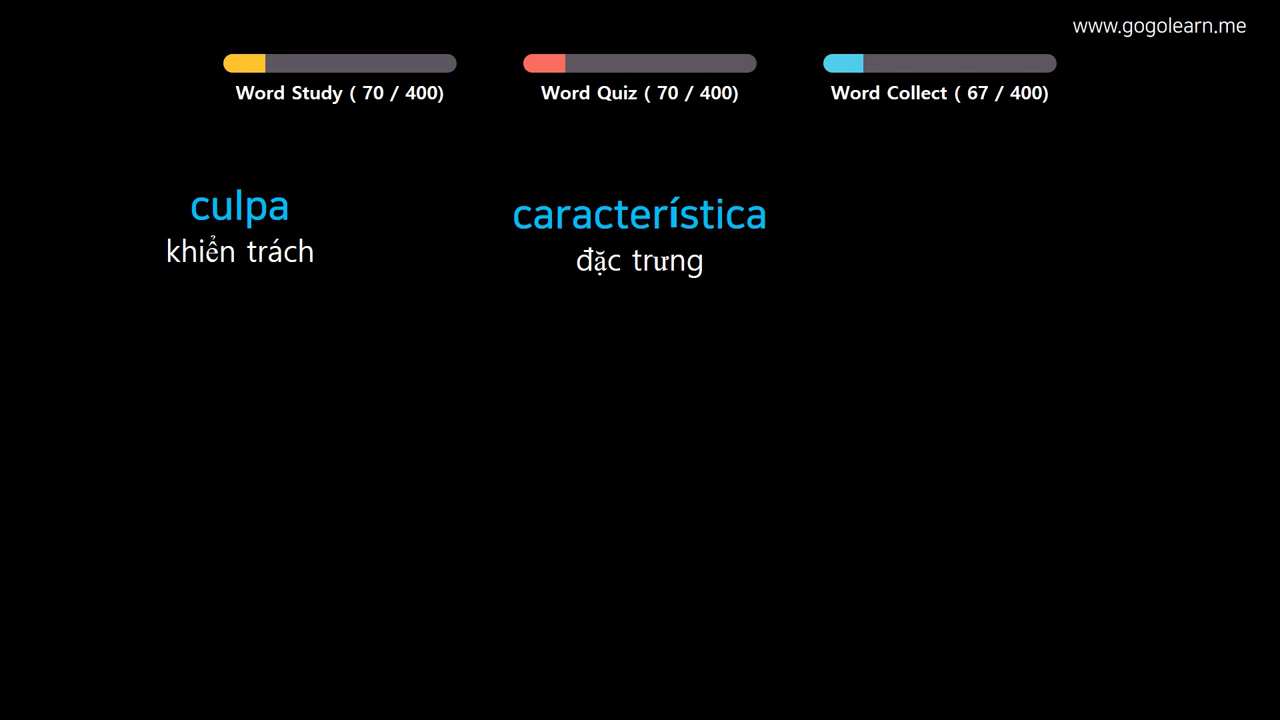 www.gogolearn.me
Word Study ( 70 / 400)
Word Quiz ( 70 / 400)
Word Collect ( 67 / 400)
culpa
khiển trách
característica
đặc trưng